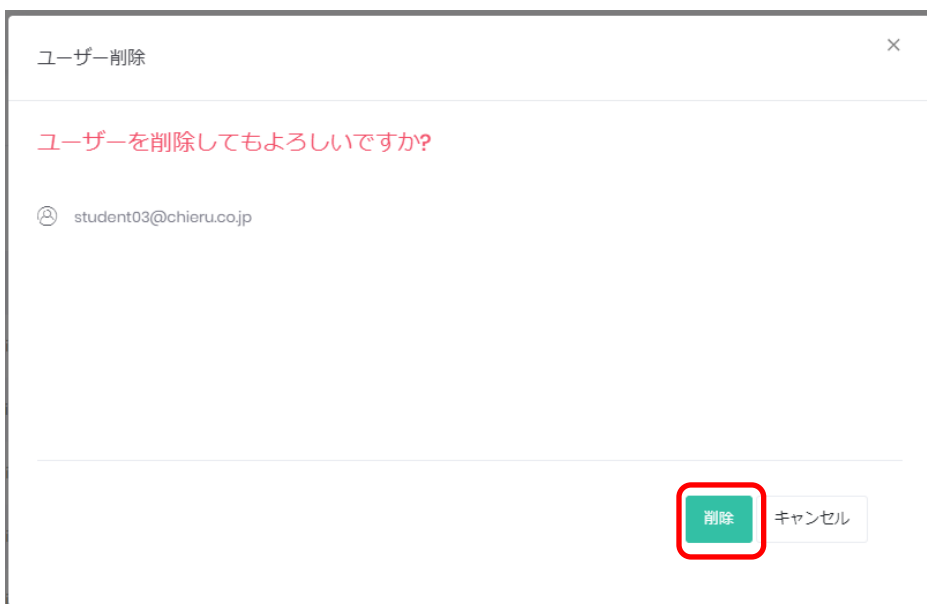 ユーザー削除
ユーザーを削除してもよろしいですか?
student03@chieru.co.jp
削除 キャンセル